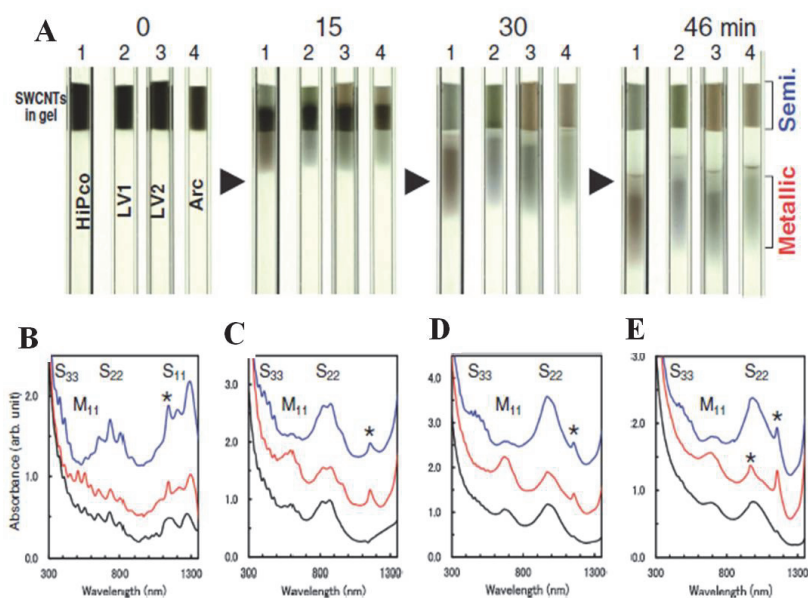 A
0 15 30 46 min
1 2 3 4 1 2 3 4 1 2 3 4 1 2 3 4
SWCNTs
in gel
HiPco LV1 LV2 Arc
Semi.
Metallic
B C D E
S33 S22 S11
M11 *
2.0
1.0
0.0
300 800 1300
Wavelength (nm)
Absorbance (arb. unit)
S33 S22
M11 *
3.0
2.0
1.0
0.0
300 800 1300
Wavelength (nm)
S33 S22
M11 *
4.0
3.0
2.0
1.0
0.0
300 800 1300
Wavelength (nm)
S33 S22
M11 * *
3.0
2.0
1.0
0.0
300 800 1300
Wavelength (nm)